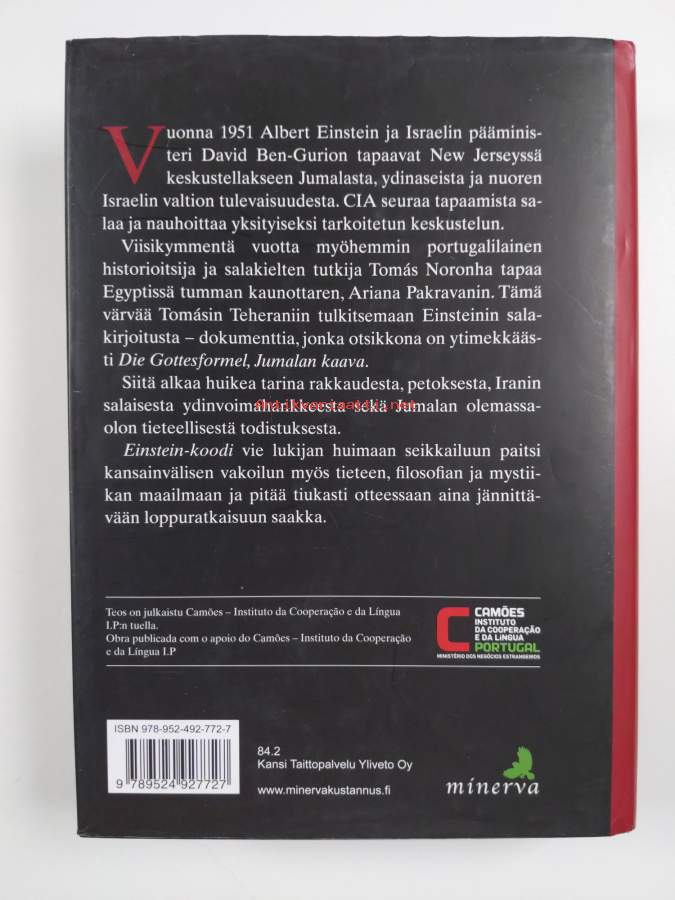 Vuonna 1951 Albert Einstein ja Israelin pääminis-
teri David Ben-Gurion tapaavat New Jerseyssä
keskustellakseen Jumalasta, ydinaseista ja nuoren
Israelin valtion tulevaisuudesta. CIA seuraa tapaamista sa-
laa ja nauhoittaa yksityiseksi tarkoitetun keskustelun.
Viisikymmentä vuotta myöhemmin portugalilainen
historioitsija ja salakielten tutkija Tomás Noronha tapaa
Egyptissä tumman kaunottaren, Ariana Pakravanin. Tämä
värvää Tomásin Teheraniin tulkitsemaan Einsteinin sala-
kirjoitusta – dokumenttia, jonka otsikkona on ytimekkääs-
ti Die Gottesformel, Jumalan kaava.
Siitä alkaa huikea tarina rakkaudesta, petoksesta, Iranin
salaisesta ydinvoimahankkeesta sekä Jumalan olemassa-
antikvariaatti.net
olon tieteellisestä todistuksesta.
Einstein-koodi vie lukijan huimaan seikkailuun paitsi
kansainvälisen vakoilun myös tieteen, filosofian ja mystii-
kan maailmaan ja pitää tiukasti otteessaan aina jännittä-
vään loppuratkaisuun saakka.
Teos on julkaistu Camões – Instituto da Cooperação e da Língua
I.P:n tuella.
Obra publicada com o apoio do Camões – Instituto da Cooperação
e da Língua I.P
CAMÕES
INSTITUTO
DA COOPERAÇÃO
E DA LÍNGUA
PORTUGAL
MINISTÉRIO DOS NEGÓCIOS ESTRANGEIROS
ISBN 978-952-492-772-7
9 789524 927727
84.2
Kansi Taittopalvelu Yliveto Oy
www.minervakustannus.fi
minerva